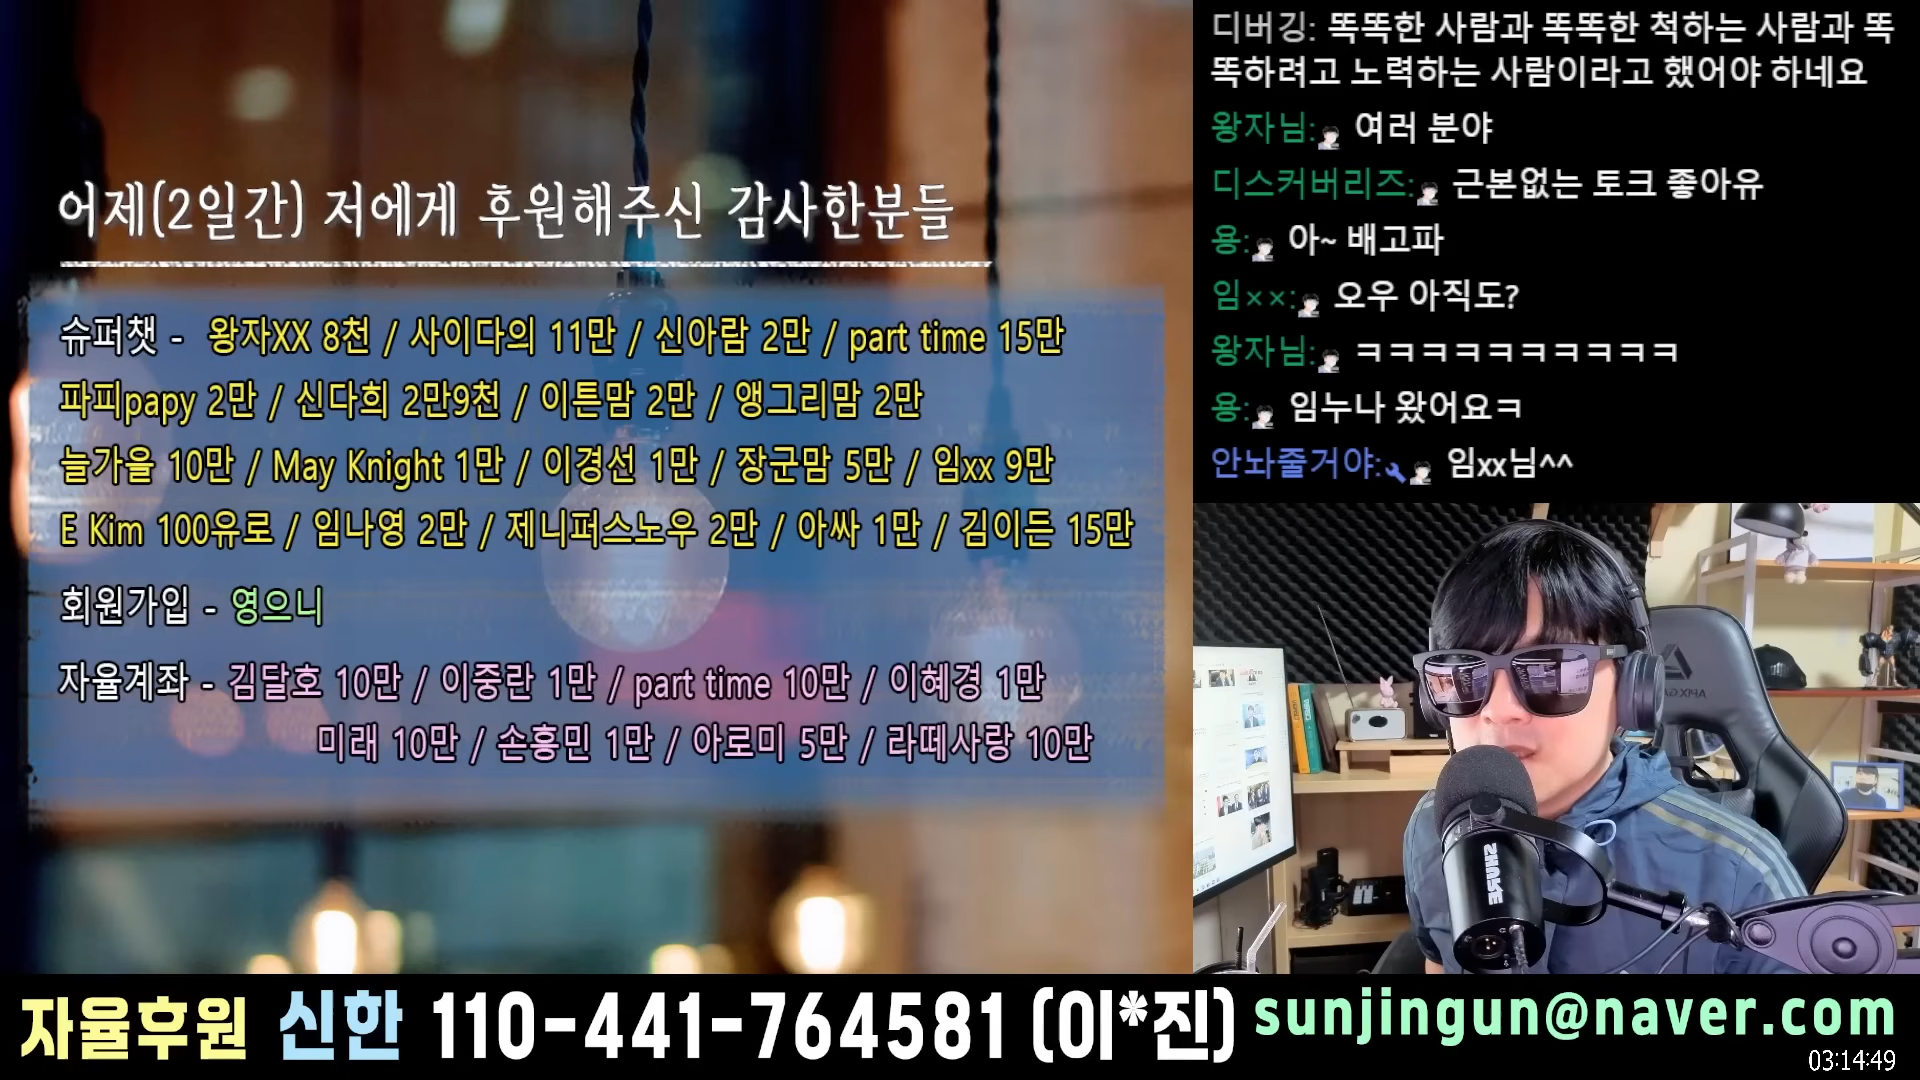 어제(2일간) 저에게 후원해주신 감사한분들
슈퍼챗 - 왕자XX 8천 / 사이다의 11만 / 신아람 2만 / part time 15만
파피papy 2만 / 신다희 2만9천 / 이튼맘 2만 / 앵그리맘 2만
늘가을 10만 / May Knight 1만 / 이경선 1만 / 장군맘 5만 / 임xx 9만
E Kim 100유로 / 임나영 2만 / 제니퍼스노우 2만 / 아싸 1만 / 김이든 15만
회원가입 - 영으니
자율계좌 - 김달호 10만 / 이중란 1만 / part time 10만 / 이혜경 1만
미래 10만 / 손흥민 1만 / 아로미 5만 / 라떼사랑 10만
디버깅: 똑똑한 사람과 똑똑한 척하는 사람과 똑
똑하려고 노력하는 사람이라고 했어야 하네요
왕자님: 여러 분야
디스커버리즈: 근본없는 토크 좋아유
용: 아~ 배고파
임××: 오우 아직도?
왕자님: ㅋㅋㅋㅋㅋㅋㅋㅋㅋㅋ
용: 임누나 왔어요ㅋ
안놔줄거야: 임xx님^^
SHURE
자율후원 신한 110-441-764581 (이*진) sunjingun@naver.com
03:14:49